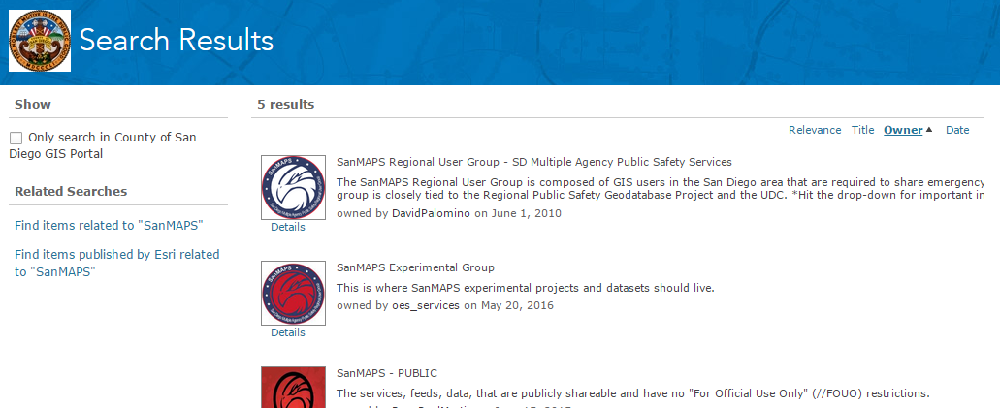 Search Results
Show
5 results
Relevance Title Owner Date
Only search in County of San
Diego GIS Portal
Related Searches
Find items related to "SanMAPS"
Find items published by Esri related
to "SanMAPS"
SanMAPS
SanMAPS Regional User Group - SD Multiple Agency Public Safety Services
The SanMAPS Regional User Group is composed of GIS users in the San Diego area that are required to share emergency
group is closely tied to the Regional Public Safety Geodatabase Project and the UDC. *Hit the drop-down for important in
owned by DavidPalomino on June 1, 2010
Details
SanMAPS
SanMAPS Experimental Group
This is where SanMAPS experimental projects and datasets should live.
owned by oes_services on May 20, 2016
Details
SanMAPS - PUBLIC
The services, feeds, data, that are publicly shareable and have no "For Official Use Only" (//FOUO) restrictions.